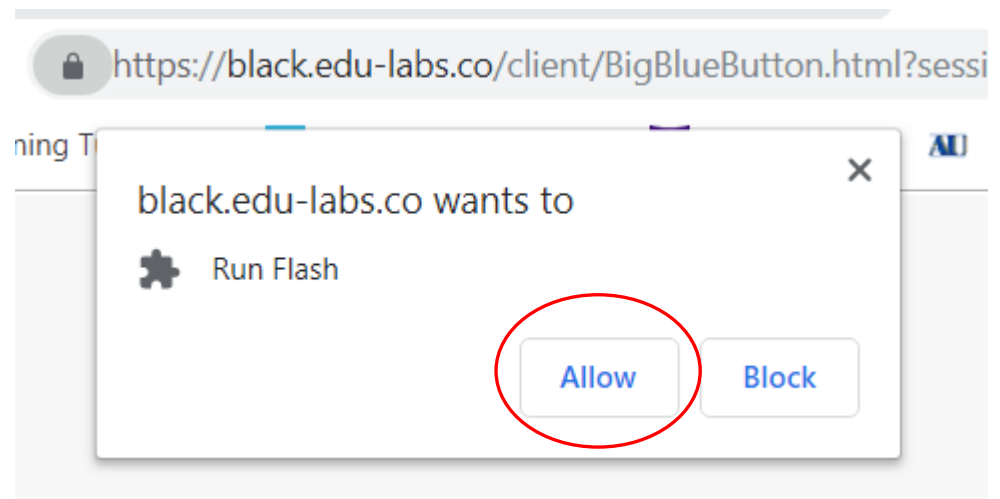 https://black.edu-labs.co/client/BigBlueButton.html?sessi
ning T
AU
black.edu-labs.co wants to
Run Flash
Allow Block